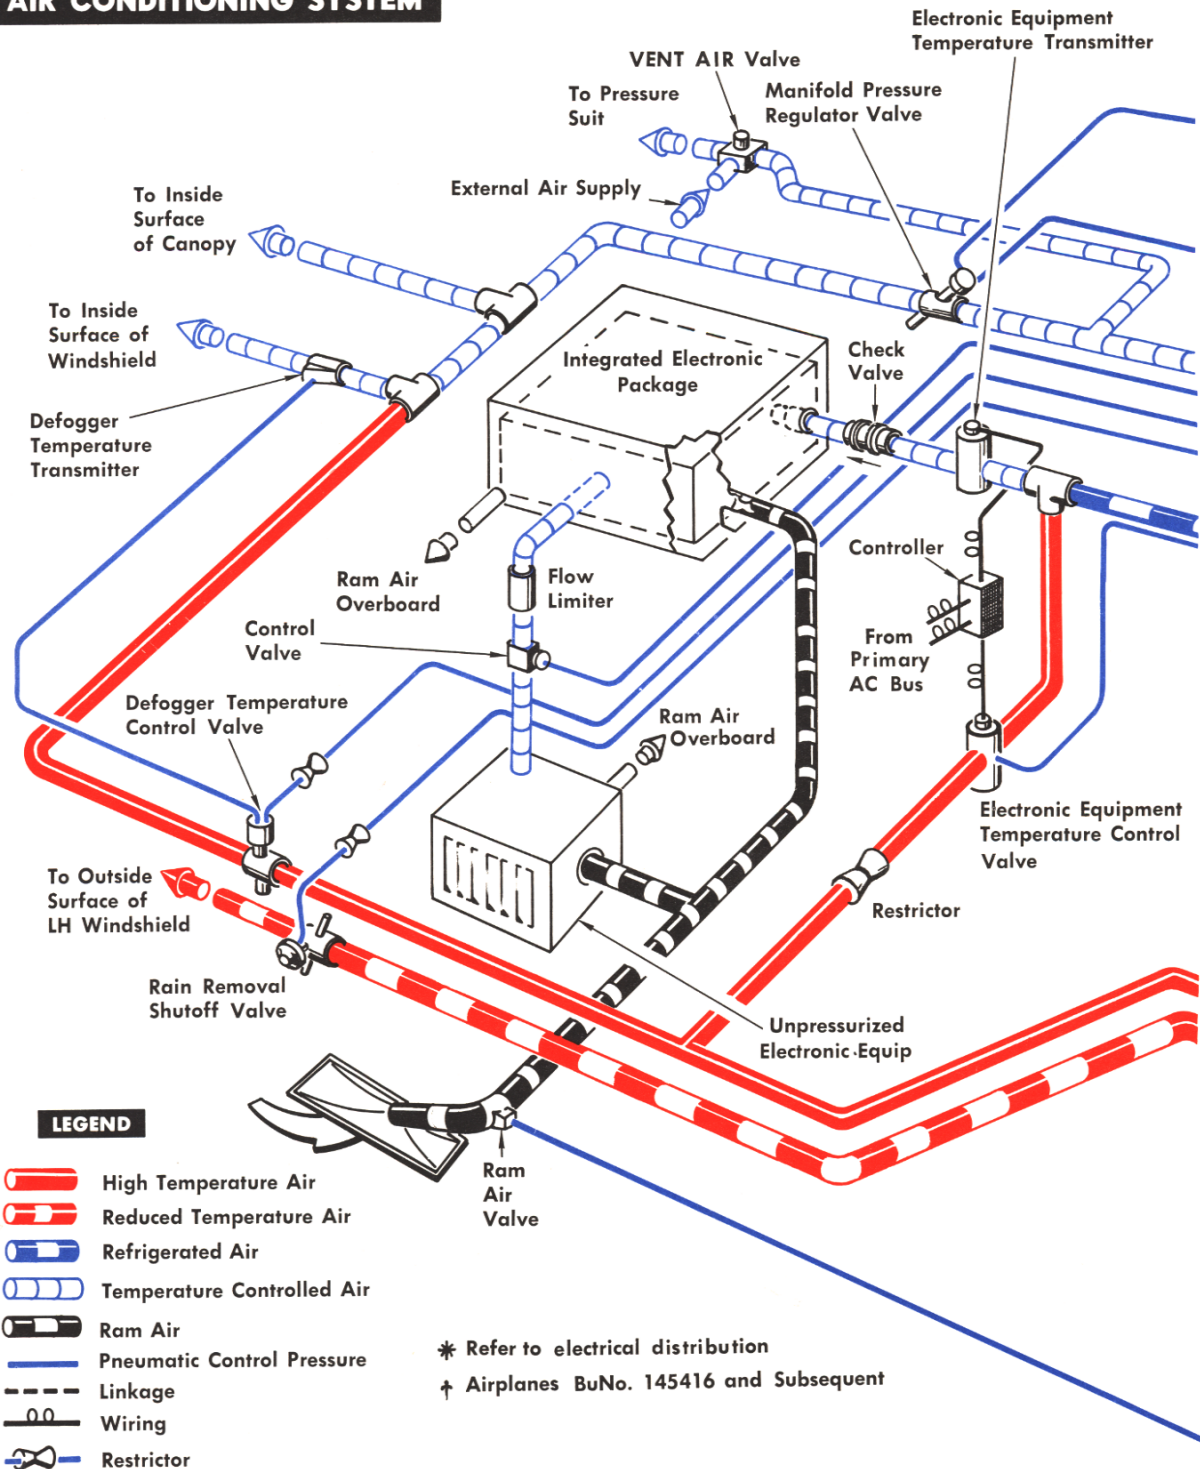 AIR CONDITIONING SYSTEM
Electronic Equipment
Temperature Transmitter
VENT AIR Valve
To Pressure
Suit
Manifold Pressure
Regulator Valve
External Air Supply
To Inside
Surface
of Canopy
To Inside
Surface of
Windshield
Integrated Electronic
Package
Check
Valve
Defogger
Temperature
Transmitter
Ram Air
Overboard
Flow
Limiter
Controller
Control
Valve
From
Primary
AC Bus
Defogger Temperature
Control Valve
Ram Air
Overboard
Electronic Equipment
Temperature Control
Valve
To Outside
Surface of
LH Windshield
Restrictor
Rain Removal
Shutoff Valve
Unpressurized
Electronic Equip
Ram
Air
Valve
LEGEND
High Temperature Air
Reduced Temperature Air
Refrigerated Air
Temperature Controlled Air
Ram Air
Pneumatic Control Pressure
Linkage
Wiring
Restrictor
* Refer to electrical distribution
† Airplanes BuNo. 145416 and Subsequent